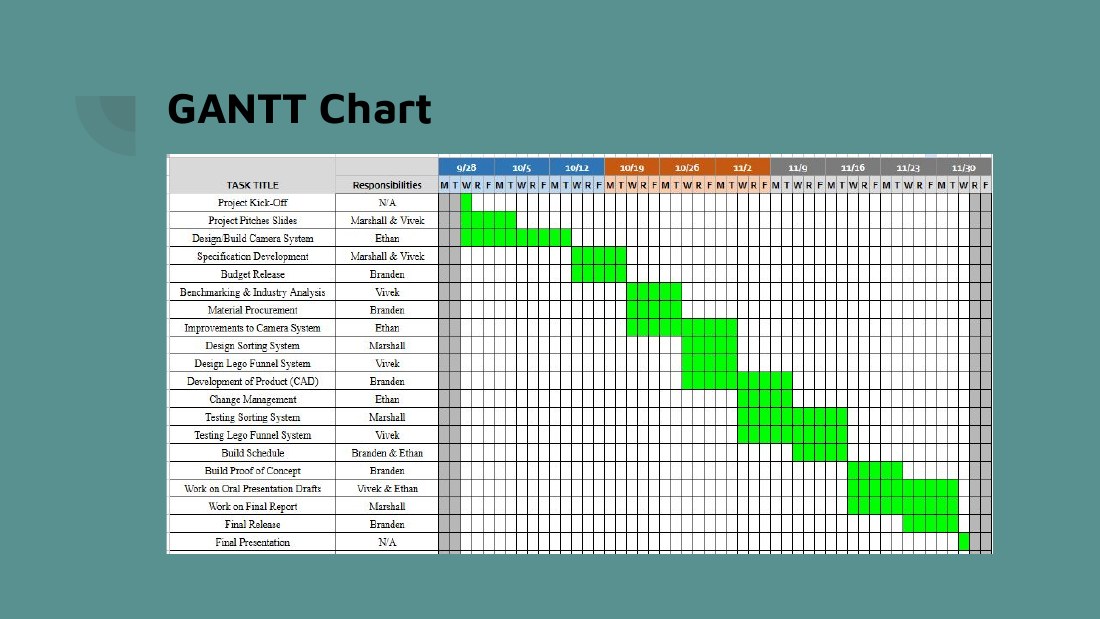 GANTT Chart
9/28 10/5 10/12 10/19 10/26 11/2 11/9 11/16 11/23 11/30
TASK TITLE Responsibilities M T W R F M T W R F M T W R F M T W R F M T W R F M T W R F M T W R F M T W R F M T W R F M T W R F
Project Kick-Off N/A
Project Pitches Slides Marshall & Vivek
Design/Build Camera System Ethan
Specification Development Marshall & Vivek
Budget Release Branden
Benchmarking & Industry Analysis Vivek
Material Procurement Branden
Improvements to Camera System Ethan
Design Sorting System Marshall
Design Lego Funnel System Vivek
Development of Product (CAD) Branden
Change Management Ethan
Testing Sorting System Marshall
Testing Lego Funnel System Vivek
Build Schedule Branden & Ethan
Build Proof of Concept Branden
Work on Oral Presentation Drafts Vivek & Ethan
Work on Final Report Marshall
Final Release Branden
Final Presentation N/A